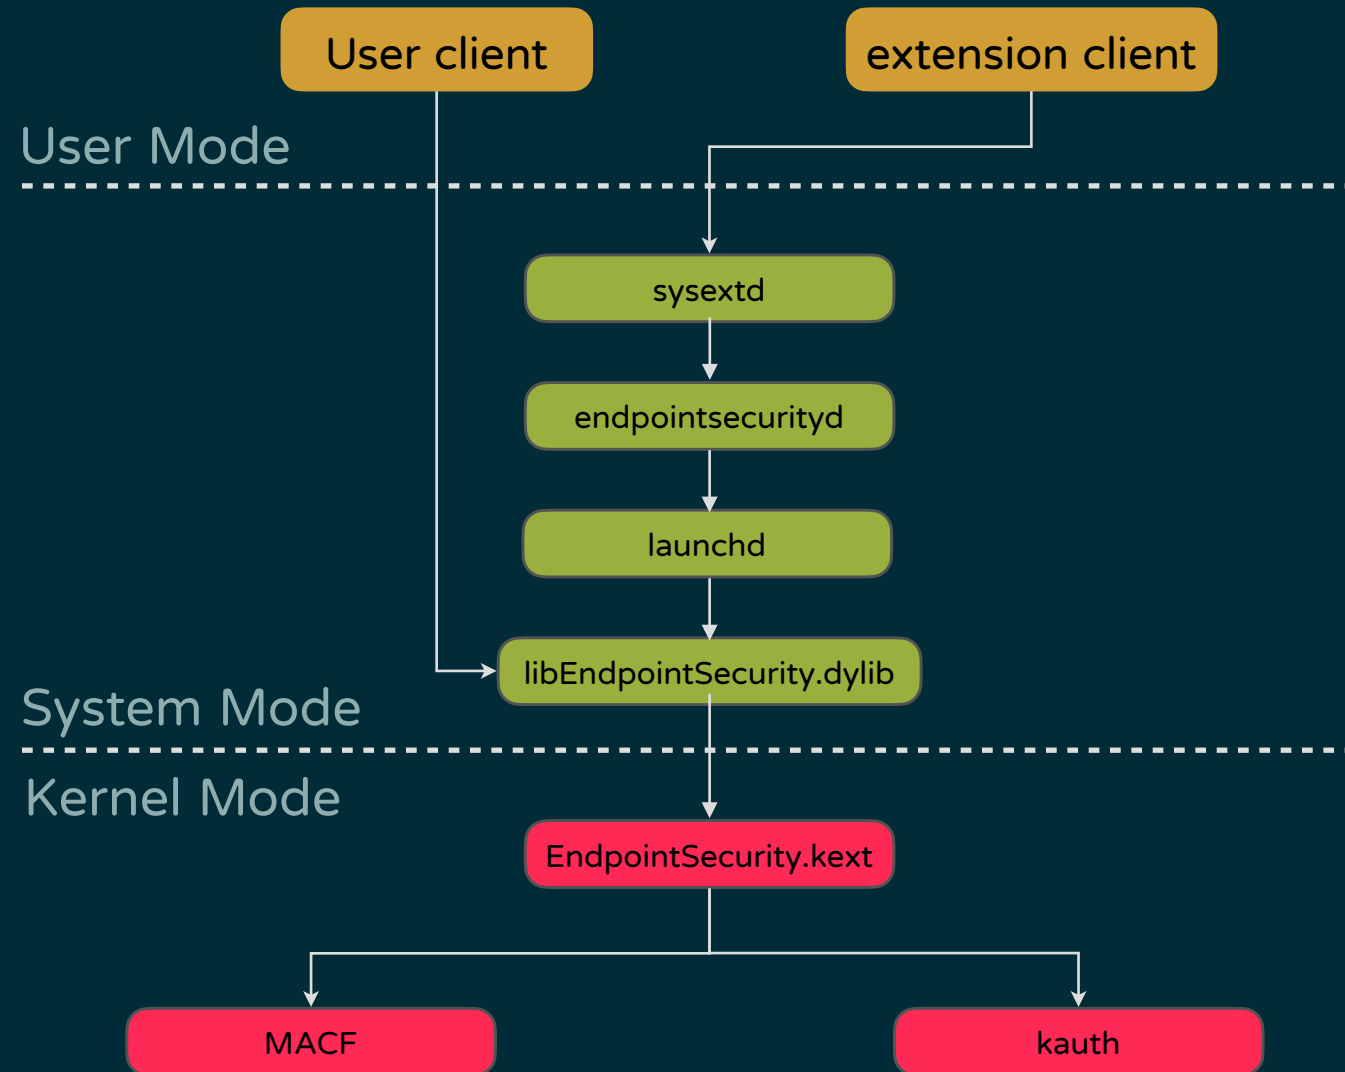 User client
extension client
User Mode
sysextd
endpointsecurityd
launchd
libEndpointSecurity.dylib
System Mode
Kernel Mode
EndpointSecurity.kext
MACF
kauth